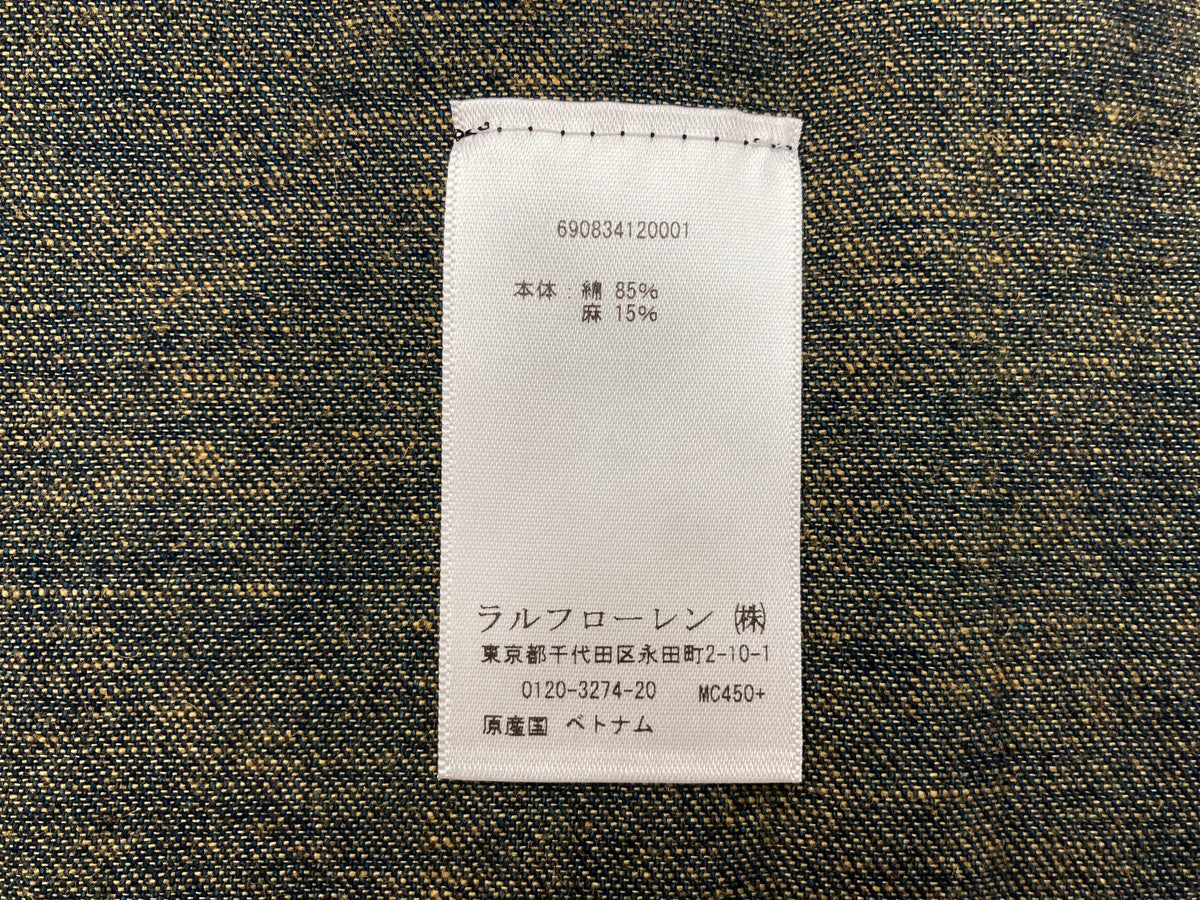 690834120001
本体:綿 85%
麻 15%
ラルフローレン ㈱
東京都千代田区永田町2-10-1
0120-3274-20 MC450+
原産国 ベトナム